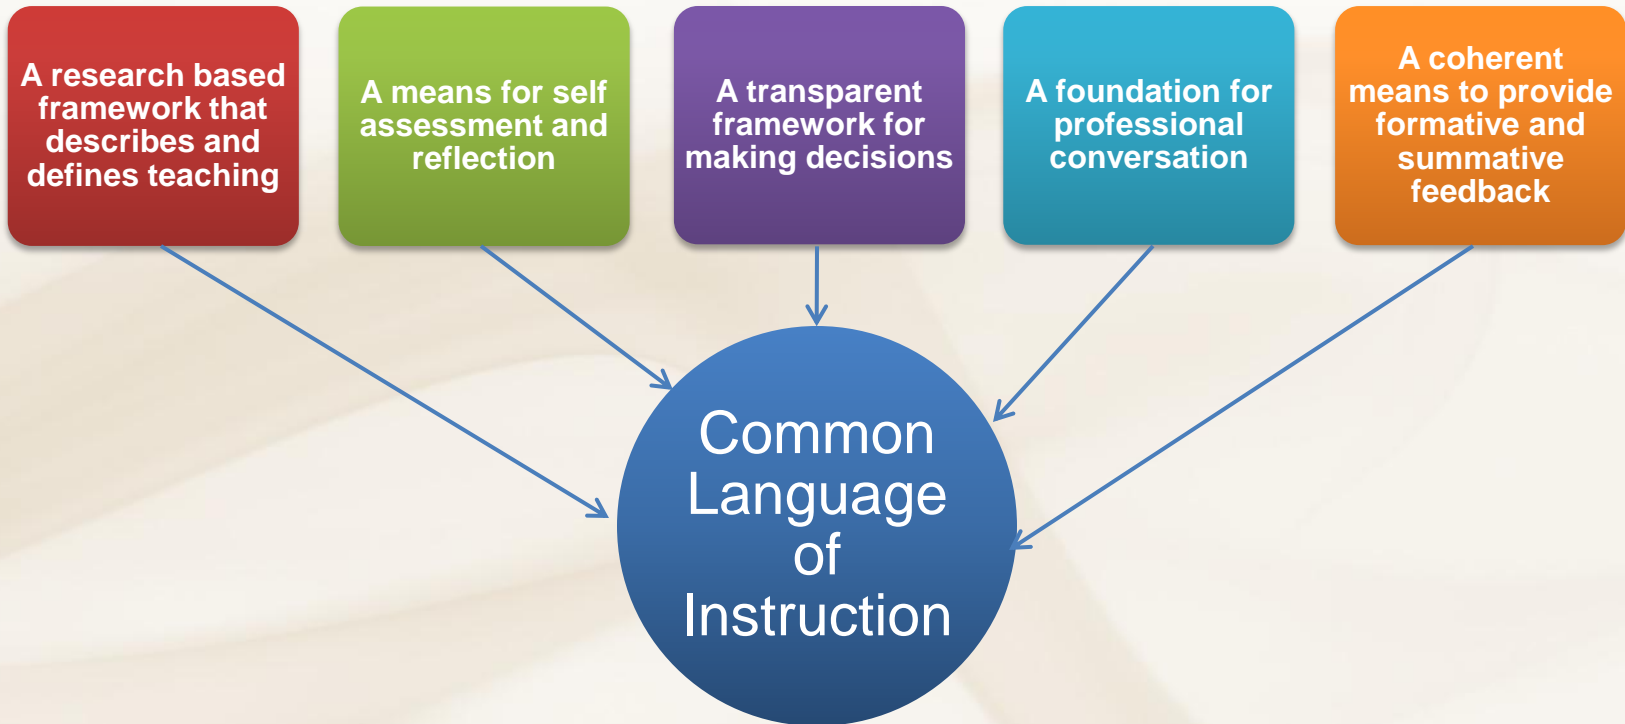 A research based
framework that
describes and
defines teaching
A means for self
assessment and
reflection
A transparent
framework for
making decisions
A foundation for
professional
conversation
A coherent
means to provide
formative and
summative
feedback
Common
Language
of
Instruction